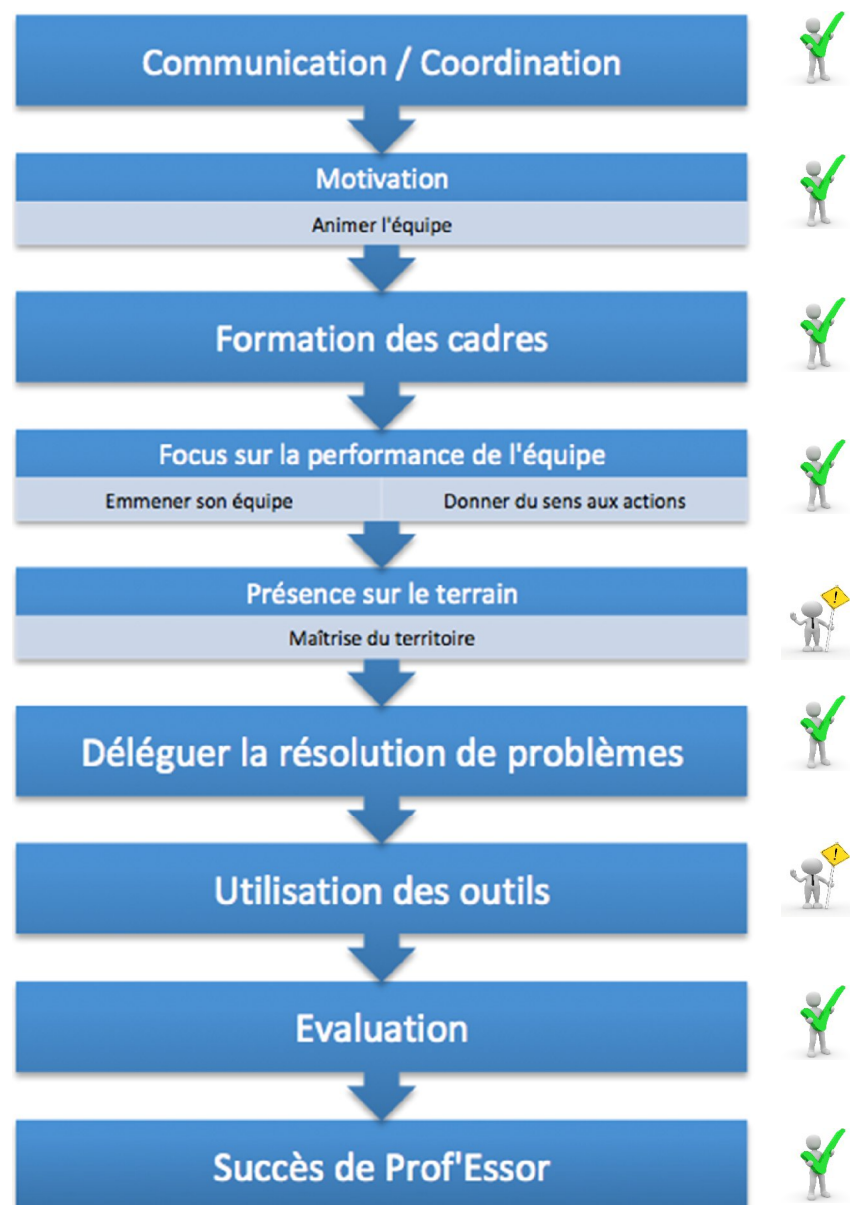 Communication / Coordination
Motivation
Animer l'équipe
Formation des cadres
Focus sur la performance de l'équipe
Emmener son équipe
Donner du sens aux actions
Présence sur le terrain
!
Maîtrise du territoire
Déléguer la résolution de problèmes
!
Utilisation des outils
Evaluation
Succès de Prof'Essor